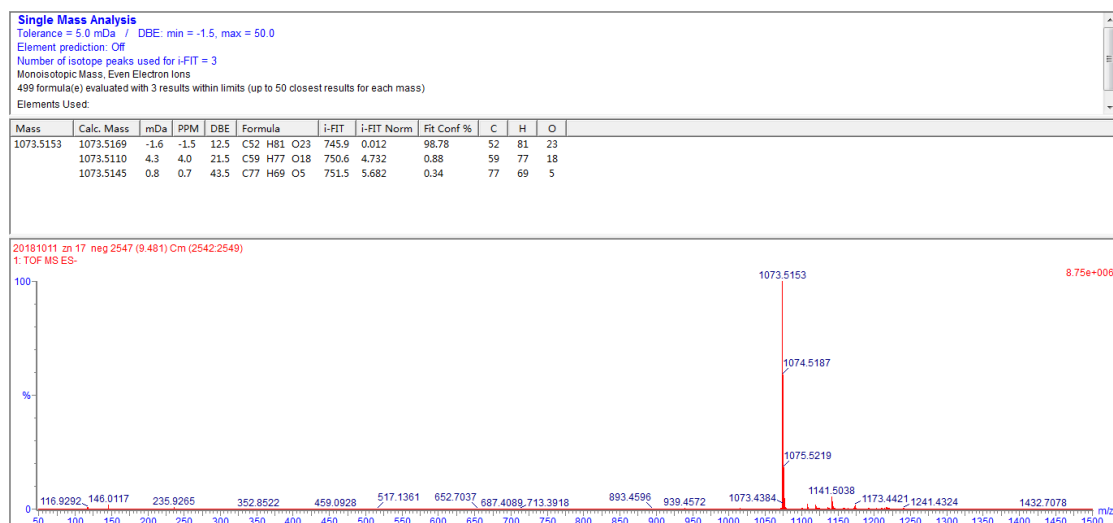 Single Mass Analysis
Tolerance = 5.0 mDa / DBE: min = -1.5, max = 50.0
Element prediction: Off
Number of isotope peaks used for i-FIT = 3
Monoisotopic Mass, Even Electron Ions
499 formula(e) evaluated with 3 results within limits (up to 50 closest results for each mass)
Elements Used:
Mass Calc. Mass mDa PPM DBE Formula i-FIT i-FIT Norm Fit Conf % C H O
1073.5153 1073.5169 -1.6 -1.5 12.5 C52 H81 O23 745.9 0.012 98.78 52 81 23
1073.5110 4.3 4.0 21.5 C59 H77 O18 750.6 4.732 0.88 59 77 18
1073.5145 0.8 0.7 43.5 C77 H69 O5 751.5 5.682 0.34 77 69 5
20181011 zn 17 neg 2547 (9.481) Cm (2542:2549)
1: TOF MS ES-
8.75e+006
100
1073.5153
1074.5187
%
1075.5219
116.9292 146.0117 235.9265 352.8522 459.0928 517.1361 652.7037 687.4089 713.3918 893.4596 939.4572 1073.4384 1141.5038 1173.4421 1241.4324 1432.7078
0
m/z
50 100 150 200 250 300 350 400 450 500 550 600 650 700 750 800 850 900 950 1000 1050 1100 1150 1200 1250 1300 1350 1400 1450 1500